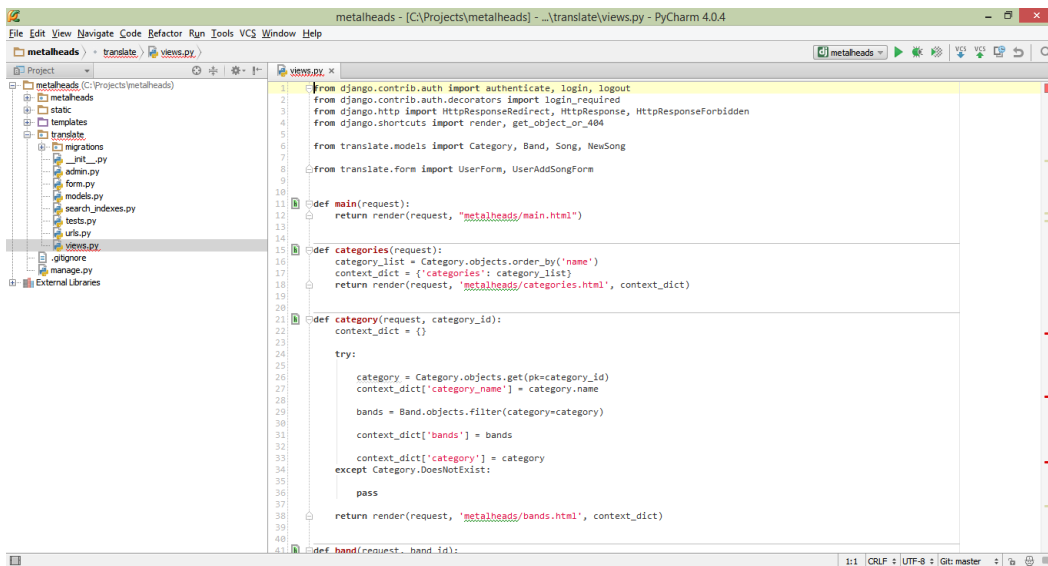 metalheads - [C:\Projects\metalheads] - ...\translate\views.py - PyCharm 4.0.4
File Edit View Navigate Code Refactor Run Tools VCS Window Help
metalheads translate views.py metalheads VCS VCS
Project views.py
metalheads (C:\Projects\metalheads)
metalheads
static
templates
translate
migrations
__init__.py
admin.py
form.py
models.py
search_indexes.py
tests.py
urls.py
views.py
.gitignore
manage.py
External Libraries
1 from django.contrib.auth import authenticate, login, logout
2 from django.contrib.auth.decorators import login_required
3 from django.http import HttpResponseRedirect, HttpResponse, HttpResponseForbidden
4 from django.shortcuts import render, get_object_or_404
5
6 from translate.models import Category, Band, Song, NewSong
7
8 from translate.form import UserForm, UserAddSongForm
9
10
11 def main(request):
12     return render(request, "metalheads/main.html")
13
14
15 def categories(request):
16     category_list = Category.objects.order_by('name')
17     context_dict = {'categories': category_list}
18     return render(request, 'metalheads/categories.html', context_dict)
19
20
21 def category(request, category_id):
22     context_dict = {}
23
24     try:
25
26         category = Category.objects.get(pk=category_id)
27         context_dict['category_name'] = category.name
28
29         bands = Band.objects.filter(category=category)
30
31         context_dict['bands'] = bands
32
33         context_dict['category'] = category
34     except Category.DoesNotExist:
35
36         pass
37
38     return render(request, 'metalheads/bands.html', context_dict)
39
40
41 def band(request, band_id):
1:1 CRLF UTF-8 Git: master